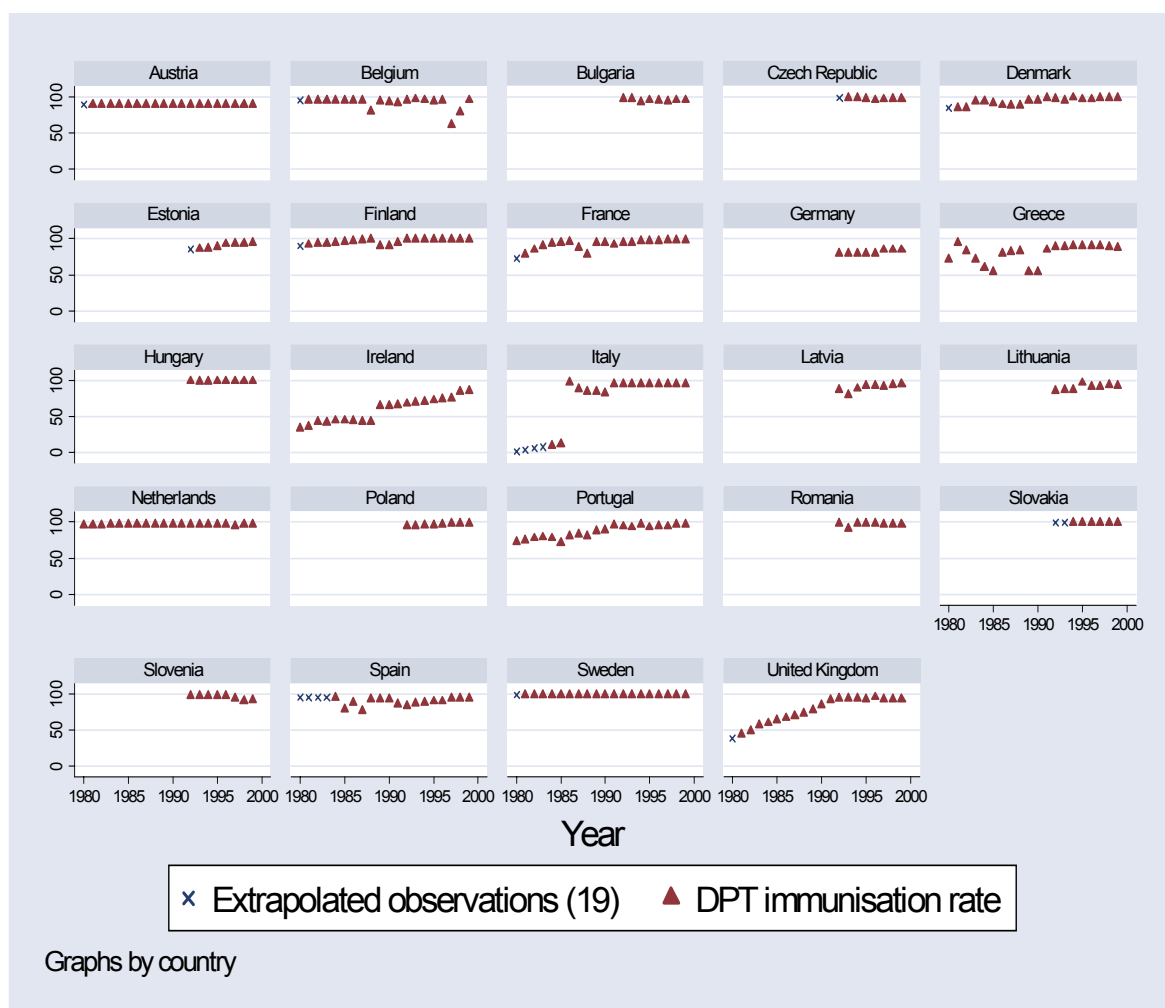 Austria Belgium Bulgaria Czech Republic Denmark
100
50
0
Estonia Finland France Germany Greece
100
50
0
Hungary Ireland Italy Latvia Lithuania
100
50
0
Netherlands Poland Portugal Romania Slovakia
100
50
0
1980 1985 1990 1995 2000
Slovenia Spain Sweden United Kingdom
100
50
0
1980 1985 1990 1995 2000 1980 1985 1990 1995 2000 1980 1985 1990 1995 2000 1980 1985 1990 1995 2000
Year
Extrapolated observations (19) DPT immunisation rate
Graphs by country